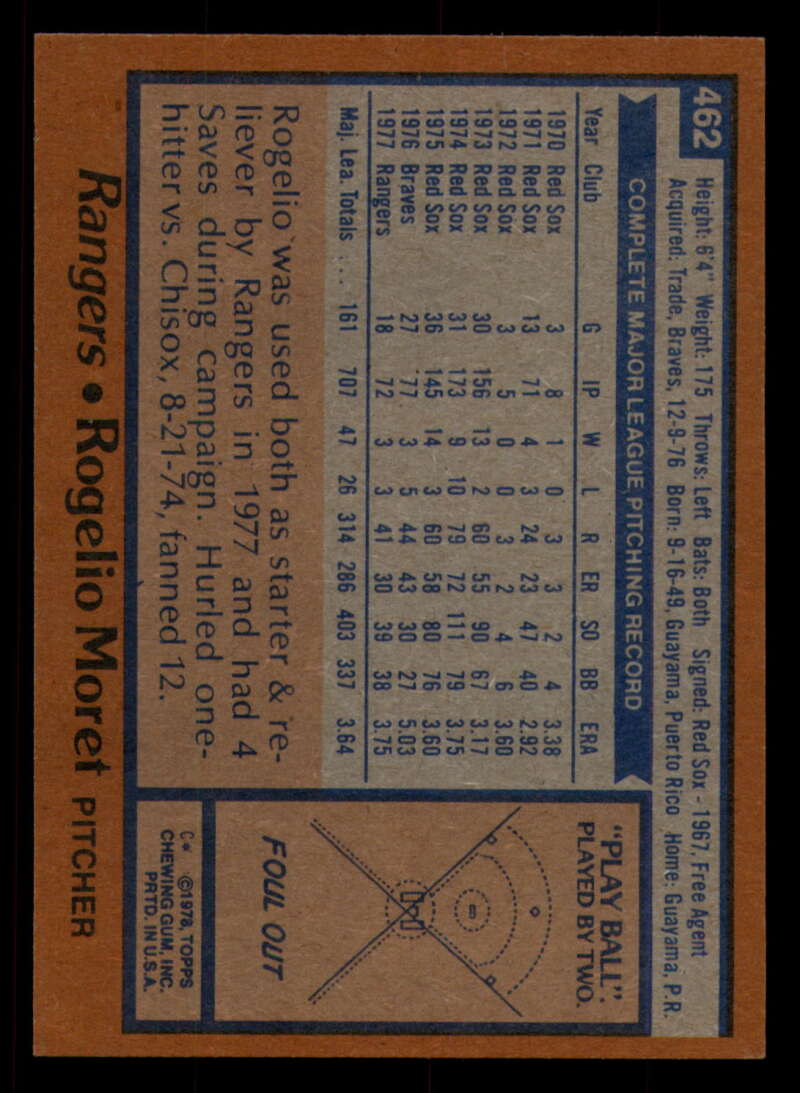 462
Height: 6'4" Weight: 175 Throws: Left Bats: Both Signed: Red Sox - 1967, Free Agent
Acquired: Trade, Braves, 12-9-76 Born: 9-16-49, Guayama, Puerto Rico Home: Guayama, P.R.
COMPLETE MAJOR LEAGUE PITCHING RECORD
Year Club G IP W L R ER SO BB ERA
1970 Red Sox 3 8 1 0 3 3 2 4 3.38
1971 Red Sox 13 71 4 3 24 23 47 40 2.92
1972 Red Sox 3 5 0 0 3 2 4 6 3.60
1973 Red Sox 30 156 13 2 60 55 90 67 3.17
1974 Red Sox 31 173 9 10 79 72 111 79 3.75
1975 Red Sox 36 145 14 3 60 58 80 76 3.60
1976 Braves 27 77 3 5 44 43 30 27 5.03
1977 Rangers 18 72 3 3 41 30 39 38 3.75
Maj. Lea. Totals ... 161 707 47 26 314 286 403 337 3.64
Rogelio was used both as starter & re-
liever by Rangers in 1977 and had 4
Saves during campaign. Hurled one-
hitter vs. Chisox, 8-21-74, fanned 12.
"PLAY BALL"
PLAYED BY TWO.
FOUL OUT
C* ©1978, TOPPS
CHEWING GUM, INC.
PRTD. IN U.S.A.
Rangers • Rogelio Moret PITCHER